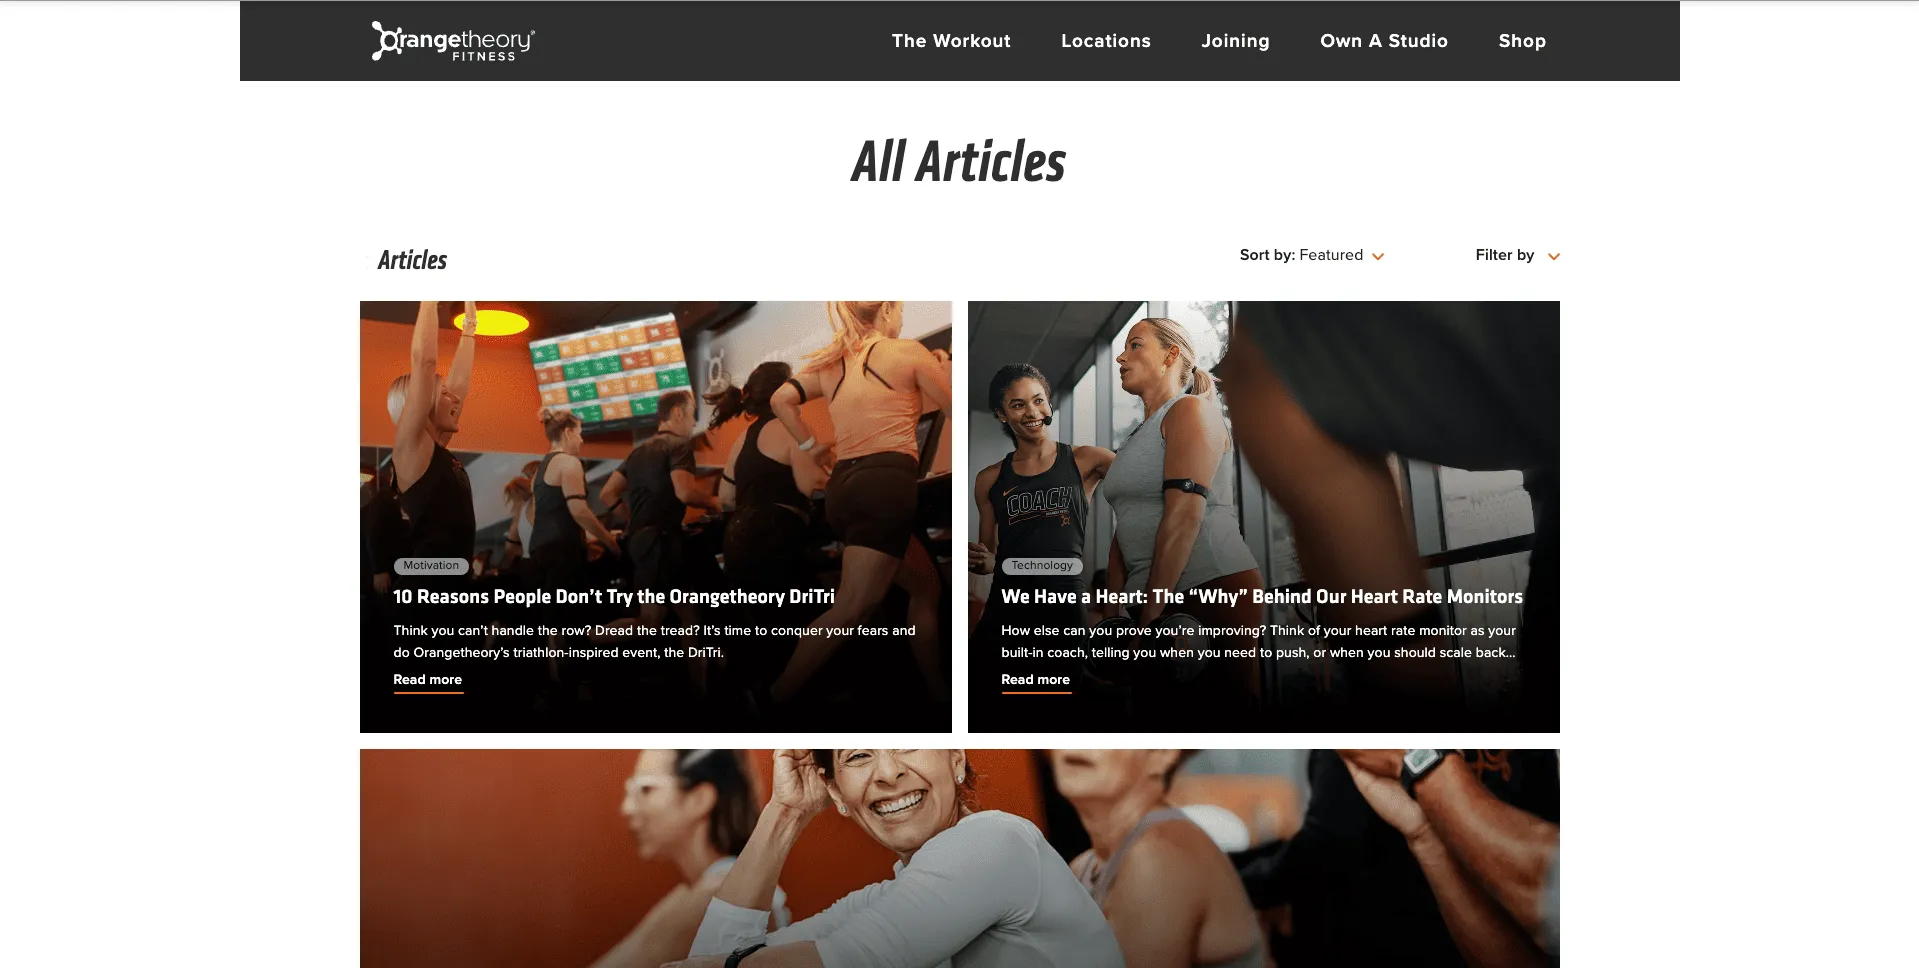 Orangetheory®
FITNESS
The Workout
Locations
Joining
Own A Studio
Shop
All Articles
Articles
Sort by: Featured
Filter by
COACH
Motivation
10 Reasons People Don’t Try the Orangetheory DriTri
Think you can’t handle the row? Dread the tread? It’s time to conquer your fears and
do Orangetheory’s triathlon-inspired event, the DriTri.
Read more
Technology
We Have a Heart: The “Why” Behind Our Heart Rate Monitors
How else can you prove you’re improving? Think of your heart rate monitor as your
built-in coach, telling you when you need to push, or when you should scale back...
Read more